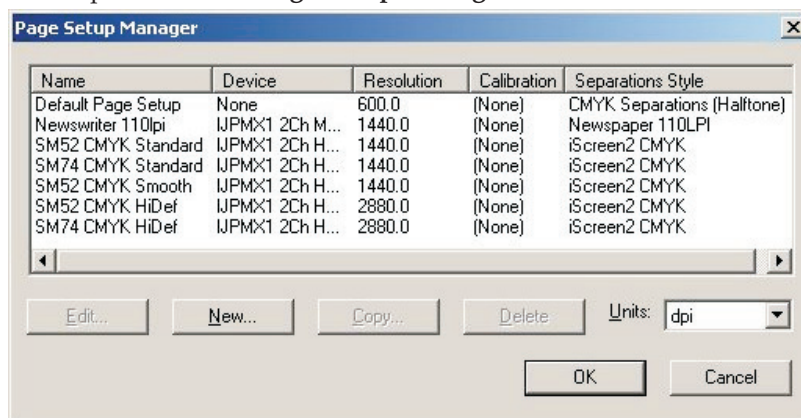 Page Setup Manager
Name Device Resolution Calibration Separations Style
Default Page Setup None 600.0 (None) CMYK Separations (Halftone)
Newswriter 110lpi IJPMX1 2Ch M... 1440.0 (None) Newspaper 110LPI
SM52 CMYK Standard IJPMX1 2Ch H... 1440.0 (None) iScreen2 CMYK
SM74 CMYK Standard IJPMX1 2Ch H... 1440.0 (None) iScreen2 CMYK
SM52 CMYK Smooth IJPMX1 2Ch H... 1440.0 (None) iScreen2 CMYK
SM52 CMYK HiDef IJPMX1 2Ch H... 2880.0 (None) iScreen2 CMYK
SM74 CMYK HiDef IJPMX1 2Ch H... 2880.0 (None) iScreen2 CMYK
Edit... New... Copy... Delete Units: dpi
OK Cancel